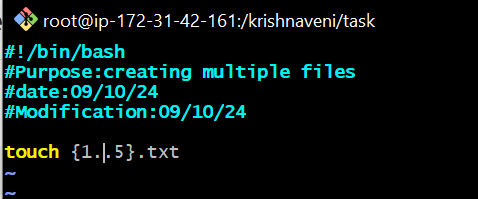 root@ip-172-31-42-161:/krishnaveni/task
#!/bin/bash
#Purpose:creating multiple files
#date:09/10/24
#Modification:09/10/24
touch {1..5}.txt
~
~